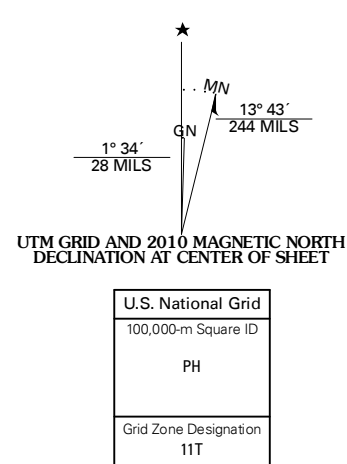 MN
13° 43´
244 MILS
GN
1° 34´
28 MILS
UTM GRID AND 2010 MAGNETIC NORTH
DECLINATION AT CENTER OF SHEET
U.S. National Grid
100,000-m Square ID
PH
Grid Zone Designation
11T